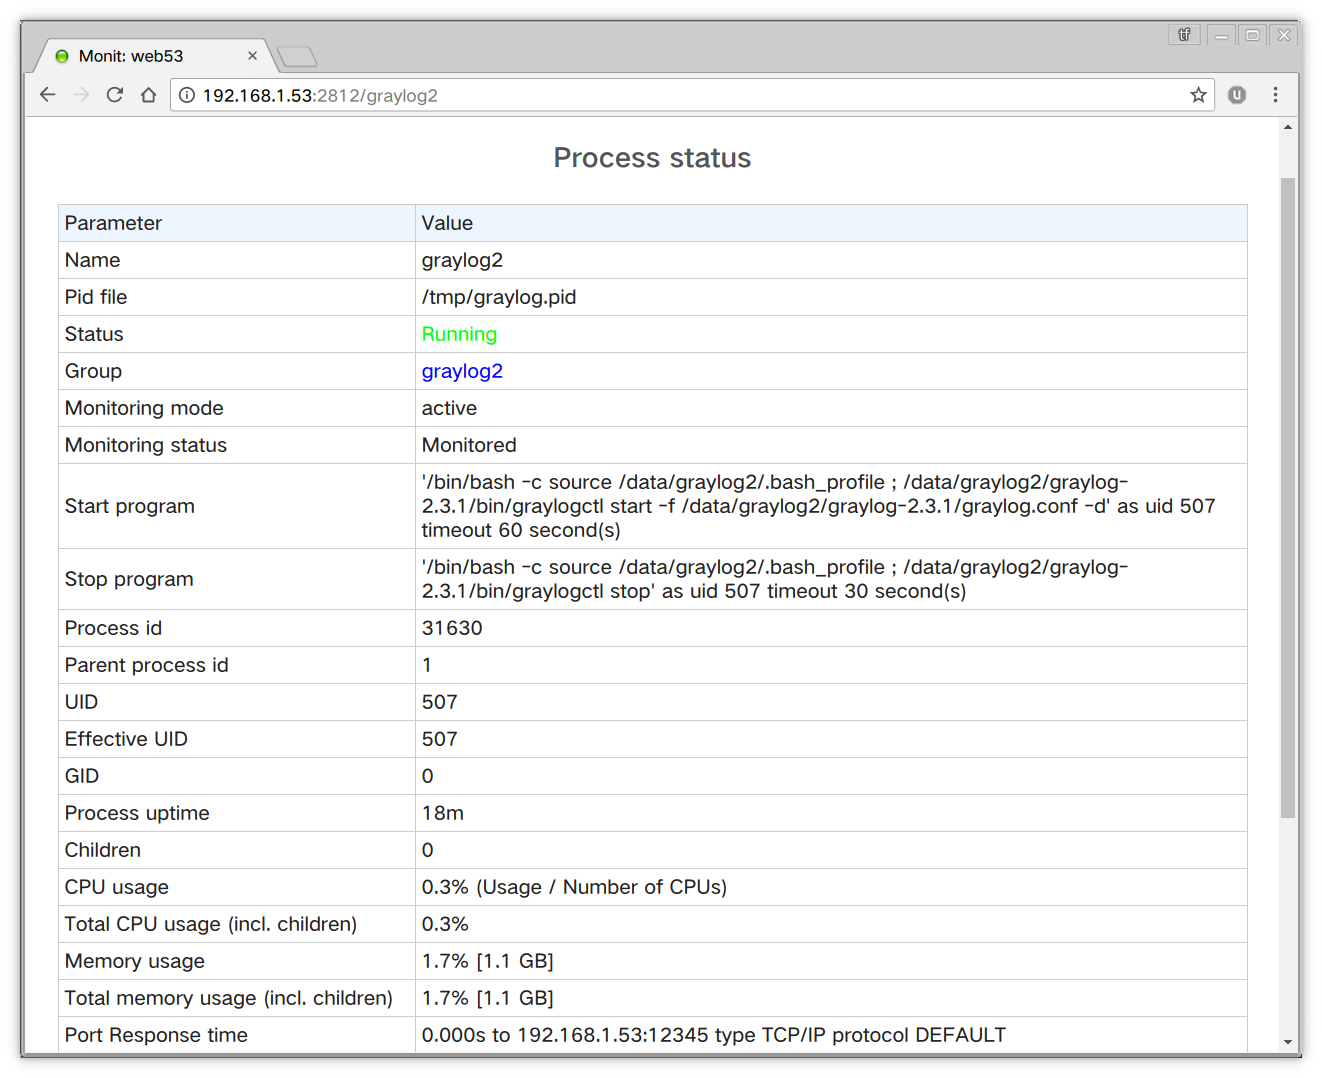 tf
Monit: web53
192.168.1.53:2812/graylog2
Process status
Parameter Value
Name graylog2
Pid file /tmp/graylog.pid
Status Running
Group graylog2
Monitoring mode active
Monitoring status Monitored
Start program '/bin/bash -c source /data/graylog2/.bash_profile ; /data/graylog2/graylog-
2.3.1/bin/graylogctl start -f /data/graylog2/graylog-2.3.1/graylog.conf -d' as uid 507
timeout 60 second(s)
Stop program '/bin/bash -c source /data/graylog2/.bash_profile ; /data/graylog2/graylog-
2.3.1/bin/graylogctl stop' as uid 507 timeout 30 second(s)
Process id 31630
Parent process id 1
UID 507
Effective UID 507
GID 0
Process uptime 18m
Children 0
CPU usage 0.3% (Usage / Number of CPUs)
Total CPU usage (incl. children) 0.3%
Memory usage 1.7% [1.1 GB]
Total memory usage (incl. children) 1.7% [1.1 GB]
Port Response time 0.000s to 192.168.1.53:12345 type TCP/IP protocol DEFAULT